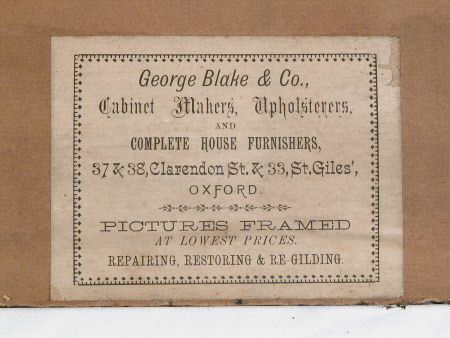 George Blake & Co.,
Cabinet Makers, Upholsterers,
AND
COMPLETE HOUSE FURNISHERS,
37 & 38, Clarendon St. & 33, St. Giles',
OXFORD.
PICTURES FRAMED
AT LOWEST PRICES.
REPAIRING, RESTORING & RE-GILDING.